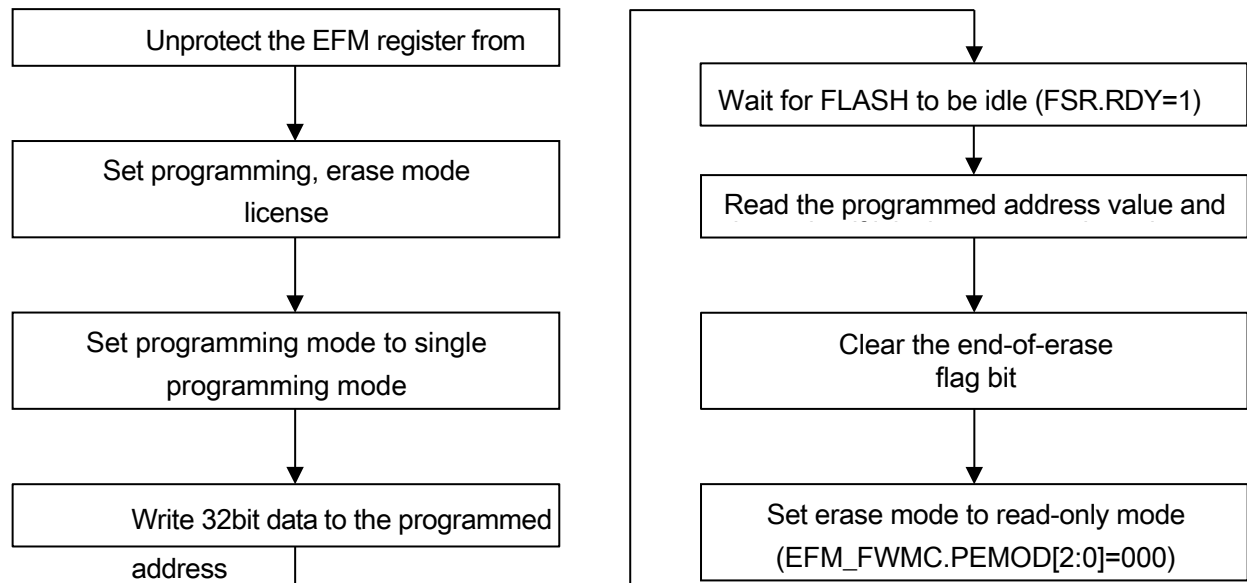 Unprotect the EFM register from
Set programming, erase mode
license
Set programming mode to single
programming mode
Write 32bit data to the programmed
address
Wait for FLASH to be idle (FSR.RDY=1)
Read the programmed address value and
Clear the end-of-erase
flag bit
Set erase mode to read-only mode
(EFM_FWMC.PEMOD[2:0]=000)